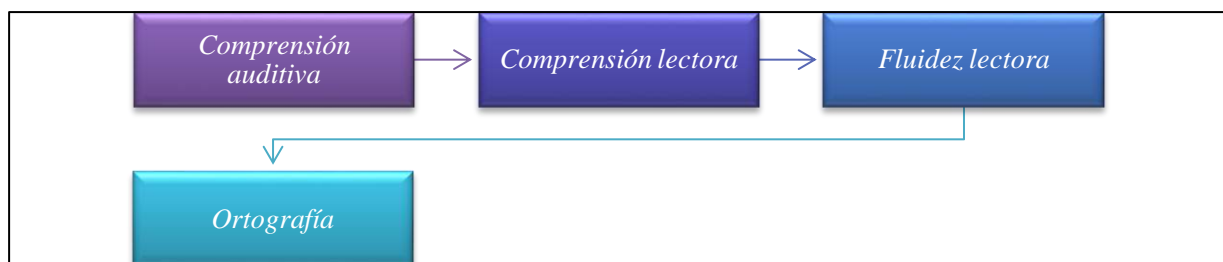 Comprensión
auditiva
Comprensión lectora
Fluidez lectora
Ortografía